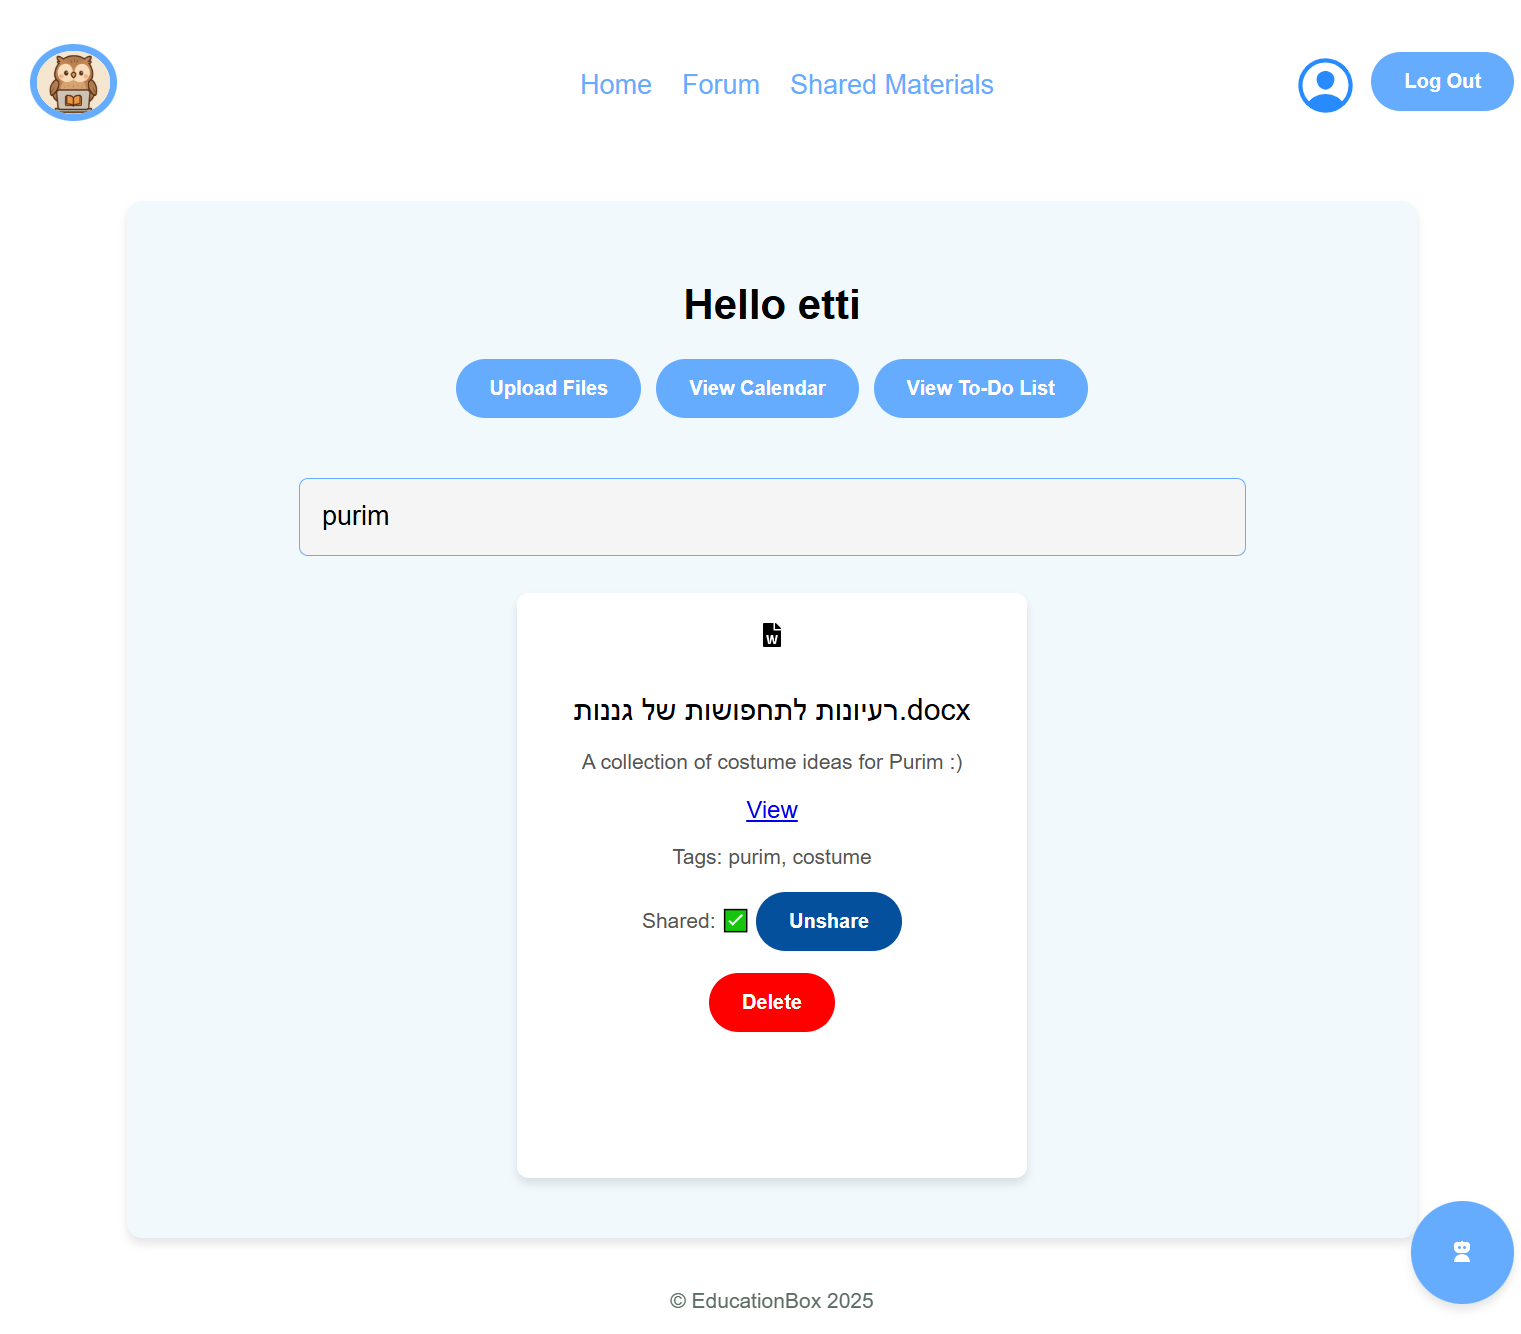 Home Forum Shared Materials Log Out
Hello etti
Upload Files View Calendar View To-Do List
purim
W
רעיונות לתחפושות של גננות.docx
A collection of costume ideas for Purim :)
View
Tags: purim, costume
Shared: ✅ Unshare
Delete
© EducationBox 2025